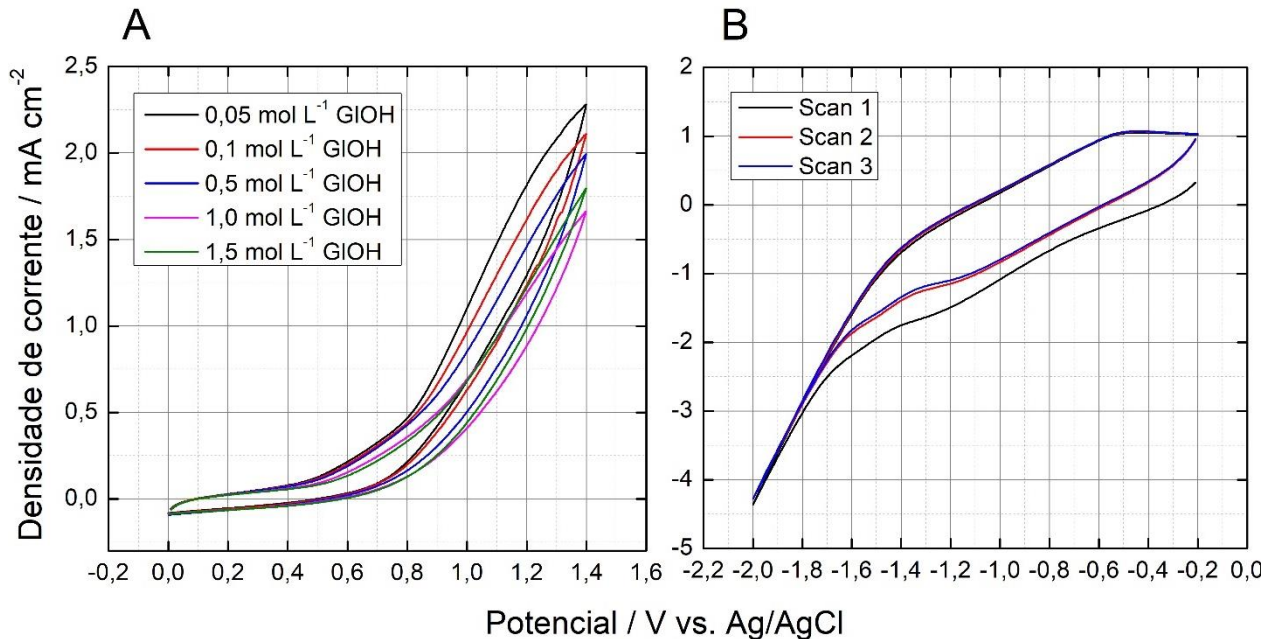 A
B
Densidade de corrente / mA cm⁻²
2,5
2,0
1,5
1,0
0,5
0,0
0,05 mol L⁻¹ GlOH
0,1 mol L⁻¹ GlOH
0,5 mol L⁻¹ GlOH
1,0 mol L⁻¹ GlOH
1,5 mol L⁻¹ GlOH
-0,2 0,0 0,2 0,4 0,6 0,8 1,0 1,2 1,4 1,6
2
1
0
-1
-2
-3
-4
-5
Scan 1
Scan 2
Scan 3
-2,2 -2,0 -1,8 -1,6 -1,4 -1,2 -1,0 -0,8 -0,6 -0,4 -0,2 0,0
Potencial / V vs. Ag/AgCl